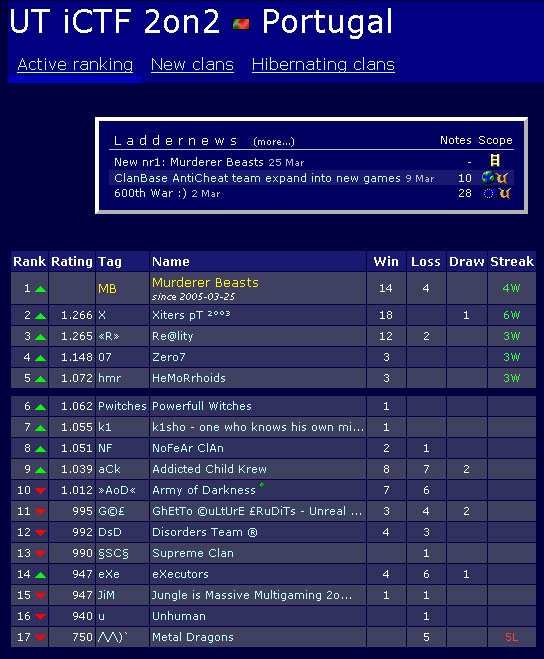 UT iCTF 2on2 Portugal
Active ranking New clans Hibernating clans
Laddernews (more...) Notes Scope
New nr1: Murderer Beasts 25 Mar -
ClanBase AntiCheat team expand into new games 9 Mar 10
600th War :) 2 Mar 28
Rank Rating Tag Name Win Loss Draw Streak
1 MB Murderer Beasts 14 4 4W
since 2005-03-25
2 1.266 X Xiters pT ²ºº³ 18 1 6W
3 1.265 «R» Re@lity 12 2 3W
4 1.148 07 Zero7 3 3W
5 1.072 hmr HeMoRrhoids 3 3W
6 1.062 Pwitches Powerfull Witches 1
7 1.055 k1 k1sho - one who knows his own mi... 1
8 1.051 NF NoFeAr ClAn 2 1
9 1.039 aCk Addicted Child Krew 8 7 2
10 1.012 »AoD« Army of Darkness 7 6
11 995 G©£ GhEtTo ©uLtUrE £RuDiTs - Unreal ... 3 4 2
12 992 DsD Disorders Team ® 4 3
13 990 §SC§ Supreme Clan 1
14 947 eXe eXecutors 4 6 1
15 947 JiM Jungle is Massive Multigaming 2o... 1 1
16 940 u Unhuman 1
17 750 /\/\)` Metal Dragons 5 5L